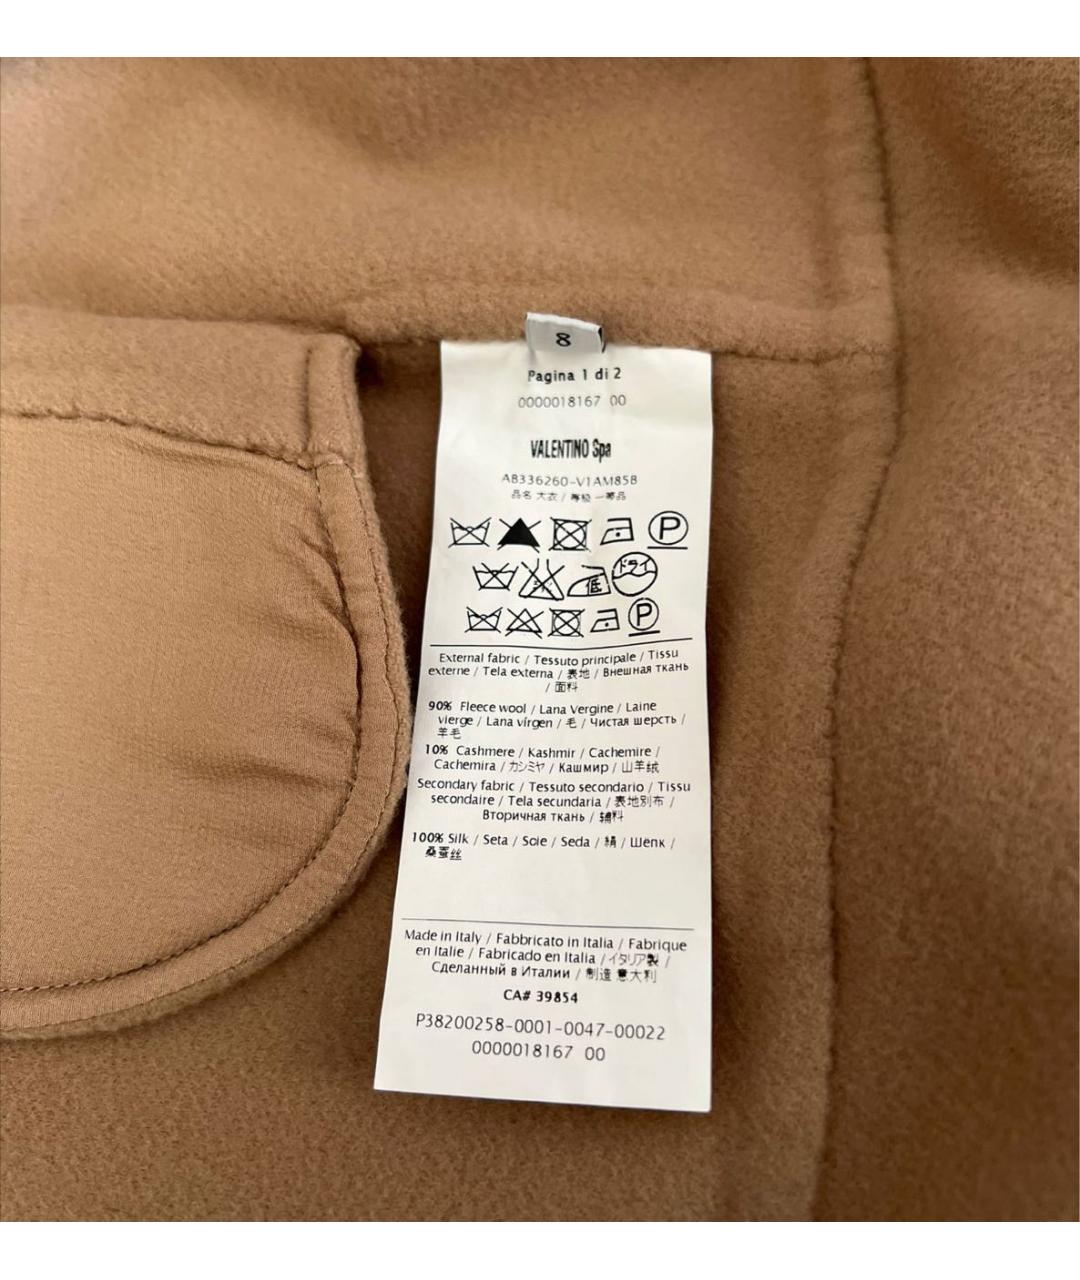 8
Pagina 1 di 2
0000018167 00
VALENTINO Spa
AB336260-V1AM85B
品名 大衣 / 等级 一等品
P
ドライ
低
P
External fabric / Tessuto principale / Tissu
externe / Tela externa / 表地 / Внешная ткань
/ 面料
90% Fleece wool / Lana Vergine / Laine
vierge / Lana vírgen / 毛 / Чистая шерсть /
羊毛
10% Cashmere / Kashmir / Cachemire /
Cachemira / カシミヤ / Кашмир / 山羊绒
Secondary fabric / Tessuto secondario / Tissu
secondaire / Tela secundaria / 表地別布 /
Вторичная ткань / 辅料
100% Silk / Seta / Soie / Seda / 絹 / Шёлк /
桑蚕丝
Made in Italy / Fabbricato in Italia / Fabrique
en Italie / Fabricado en Italia / イタリア製 /
Сделанный в Италии / 制造 意大利
CA# 39854
P38200258-0001-0047-00022
0000018167 00